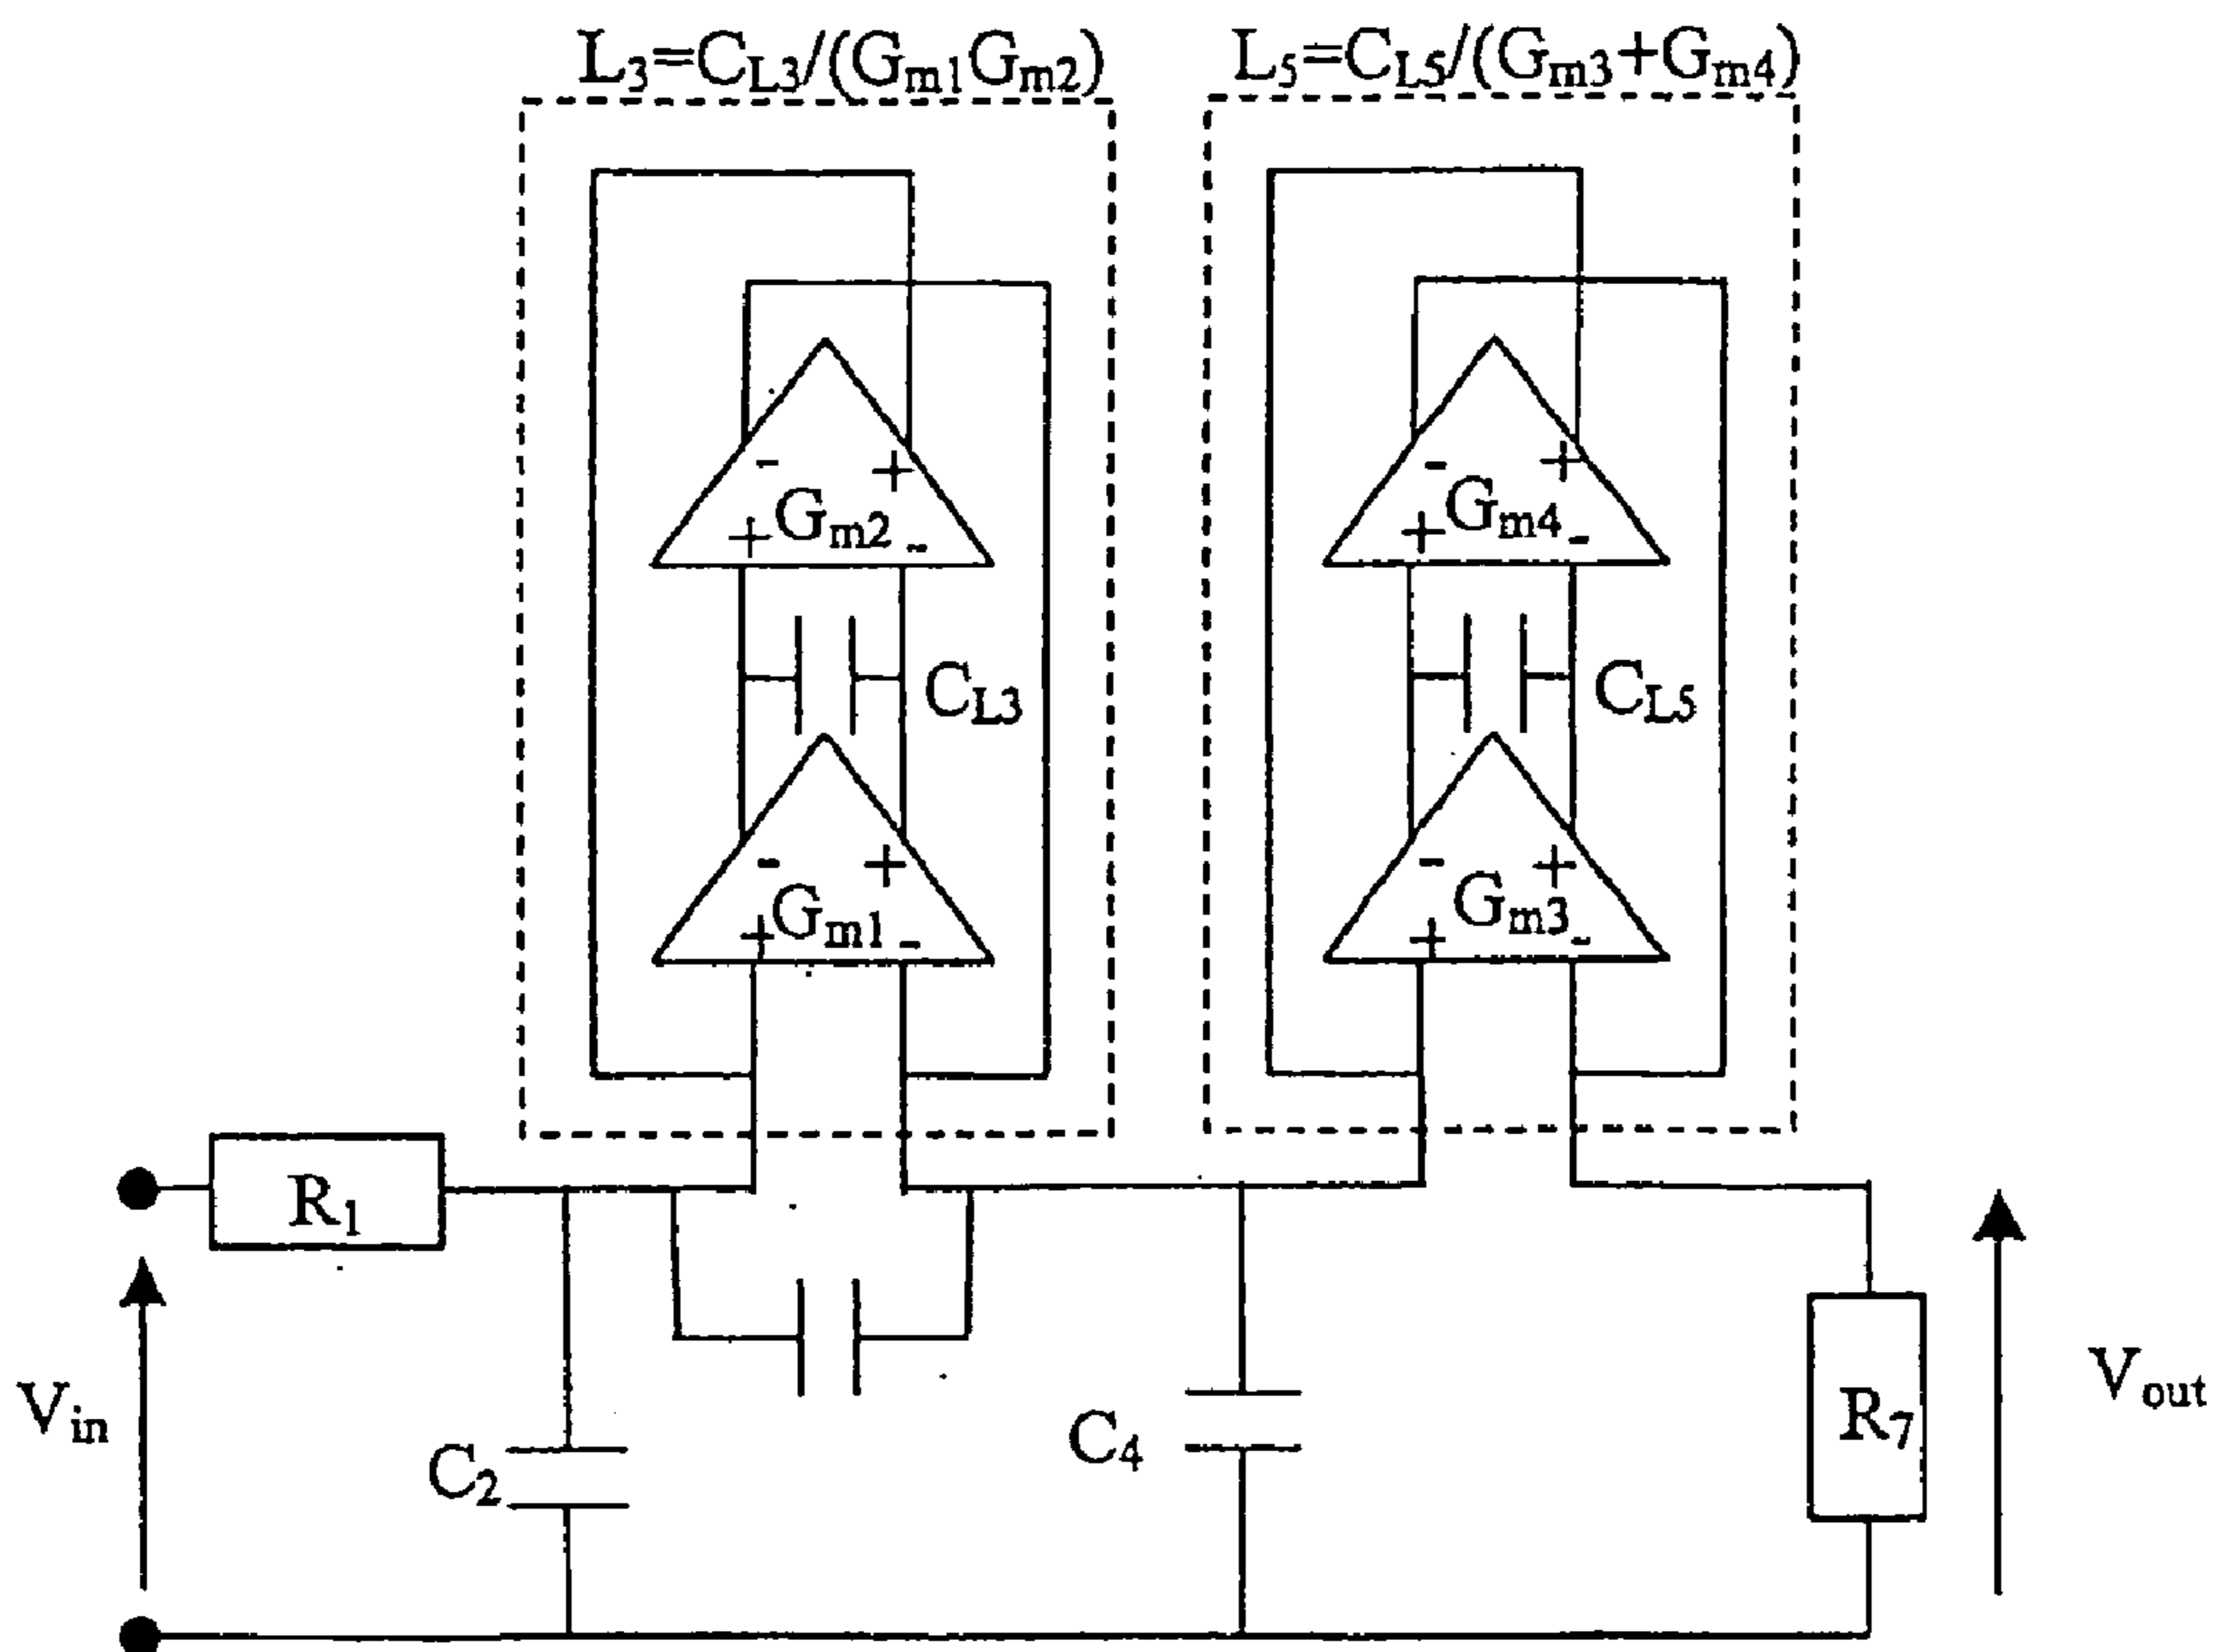 L3=CL3/(Gm1Gm2)
L5=CL5/(Gm3+Gm4)
- +
Gm2
+ -
- +
Gm4
+ -
CL3
CL5
- +
Gm1
+ -
- +
Gm3
+ -
R1
Vin
C2
C4
R7
Vout